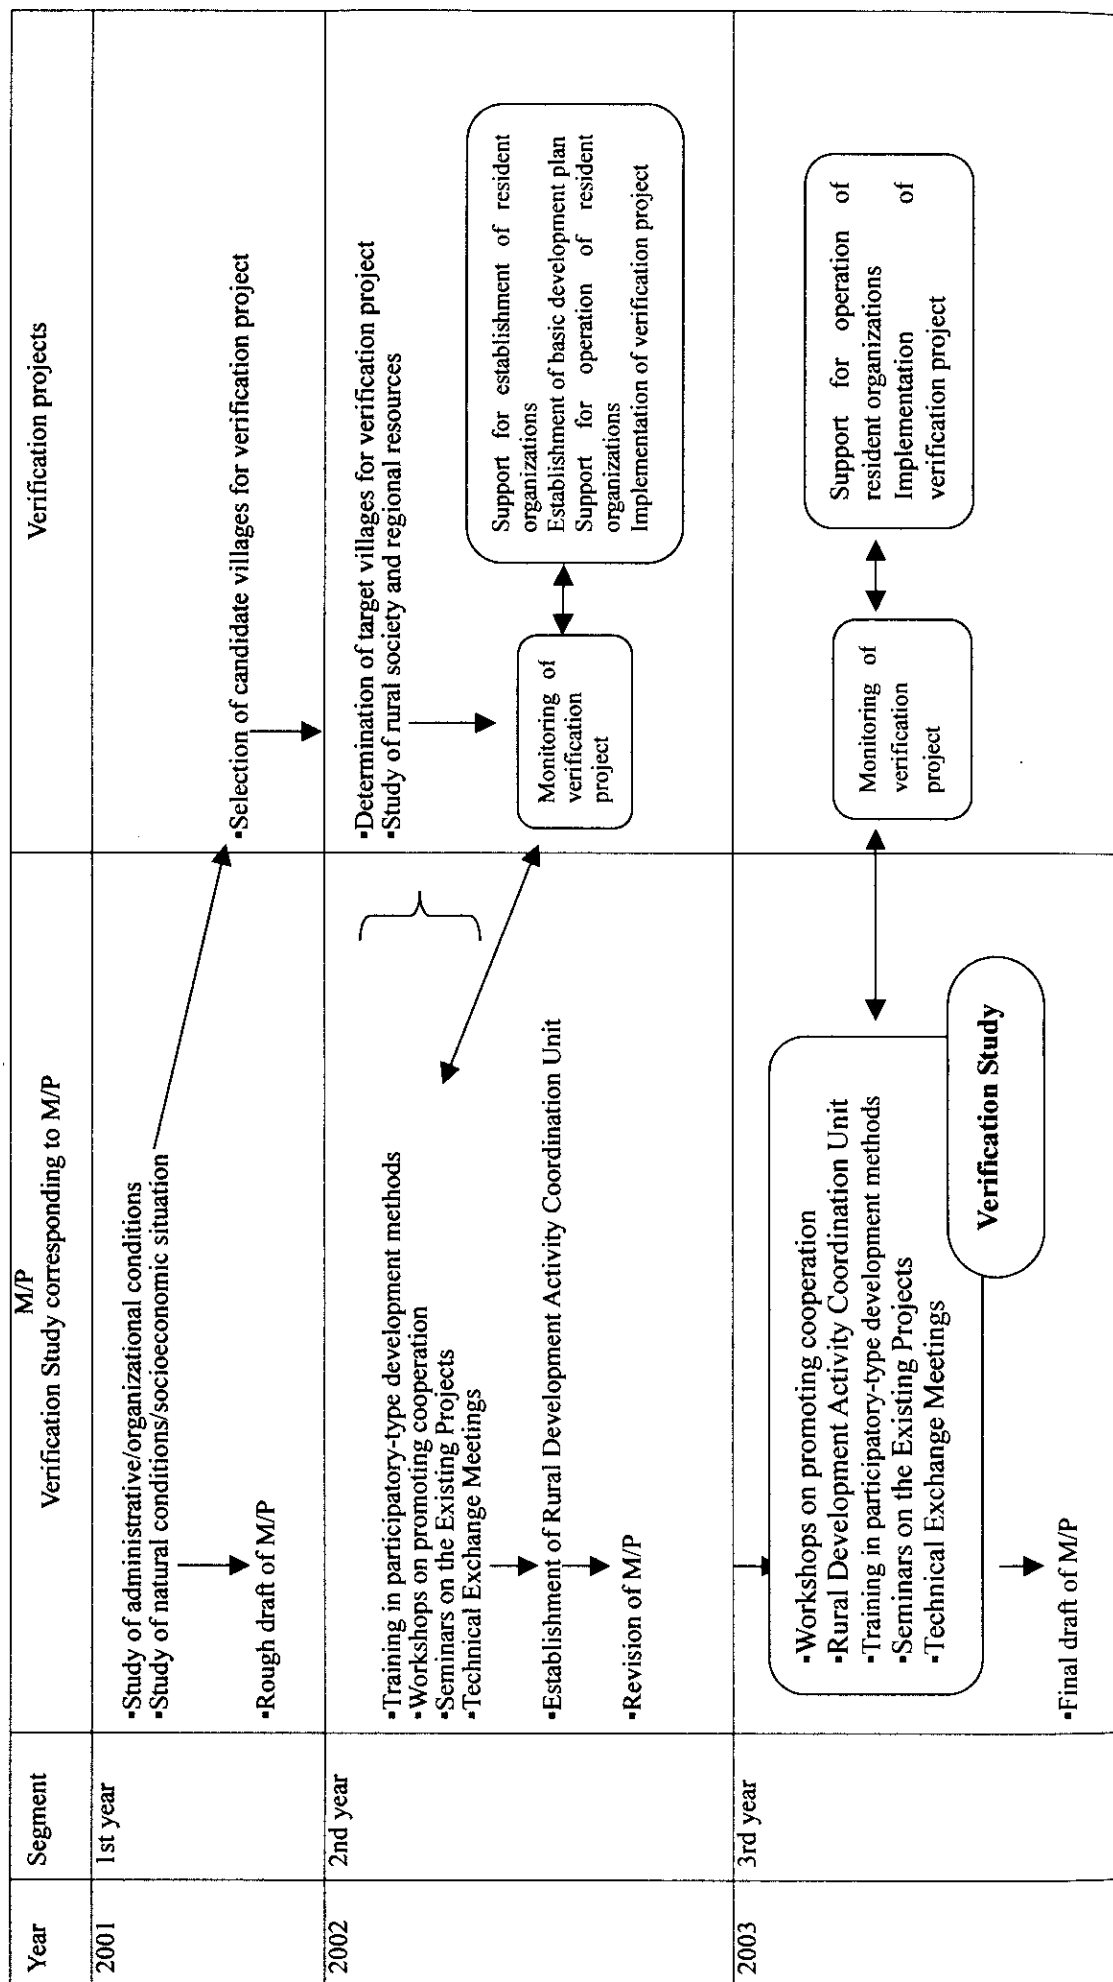 Year
Segment
M/P
Verification Study corresponding to M/P
Verification projects
2001
1st year
▪Study of administrative/organizational conditions
▪Study of natural conditions/socioeconomic situation
▪Rough draft of M/P
▪Selection of candidate villages for verification project
2002
2nd year
▪Training in participatory-type development methods
▪Workshops on promoting cooperation
▪Seminars on the Existing Projects
▪Technical Exchange Meetings
▪Establishment of Rural Development Activity Coordination Unit
▪Revision of M/P
▪Determination of target villages for verification project
▪Study of rural society and regional resources
Monitoring of
verification
project
Support for establishment of resident
organizations
Establishment of basic development plan
Support for operation of resident
organizations
Implementation of verification project
2003
3rd year
▪Workshops on promoting cooperation
▪Rural Development Activity Coordination Unit
▪Training in participatory-type development methods
▪Seminars on the Existing Projects
▪Technical Exchange Meetings
Verification Study
▪Final draft of M/P
Monitoring of
verification
project
Support for operation of
resident organizations
Implementation of
verification project